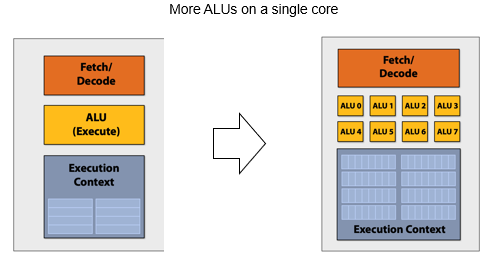 More ALUs on a single core
Fetch/
Decode
ALU
(Execute)
Execution
Context
Fetch/
Decode
ALU 0 ALU 1 ALU 2 ALU 3
ALU 4 ALU 5 ALU 6 ALU 7
Execution Context